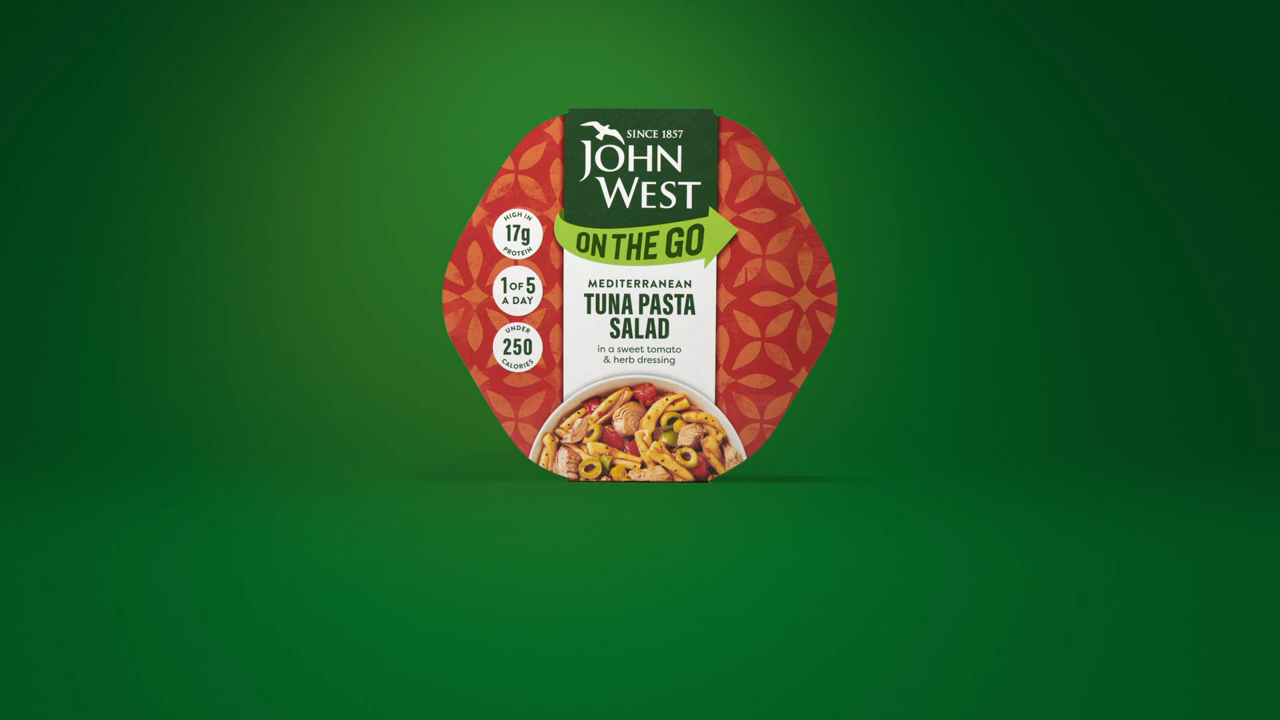 SINCE 1857
JOHN
WEST
ON THE GO
HIGH IN
17g
PROTEIN
1 OF 5
A DAY
UNDER
250
CALORIES
MEDITERRANEAN
TUNA PASTA
SALAD
in a sweet tomato
& herb dressing